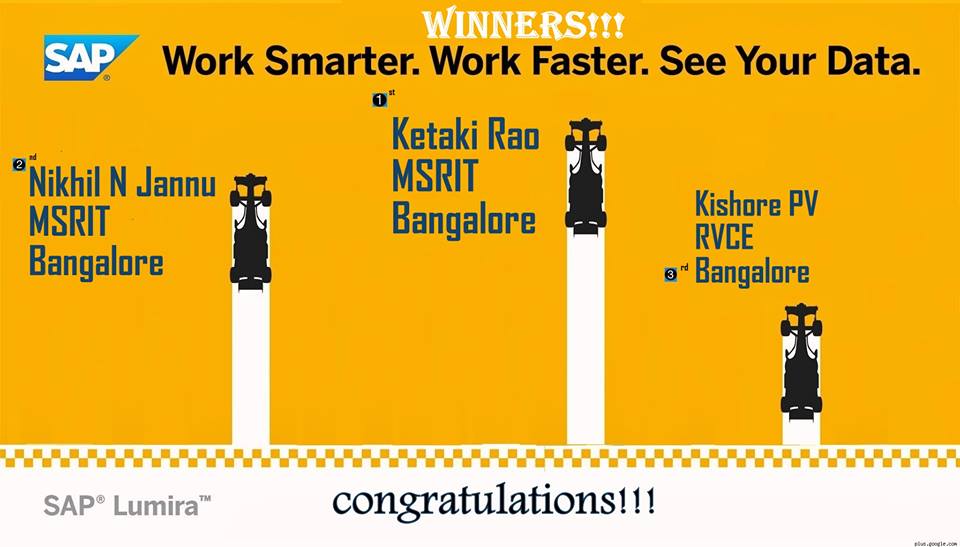 WINNERS!!!
SAP®
Work Smarter. Work Faster. See Your Data.
1st
Ketaki Rao
MSRIT
Bangalore
2nd
Nikhil N Jannu
MSRIT
Bangalore
Kishore PV
RVCE
3rd Bangalore
SAP® Lumira™
congratulations!!!
plus.google.com